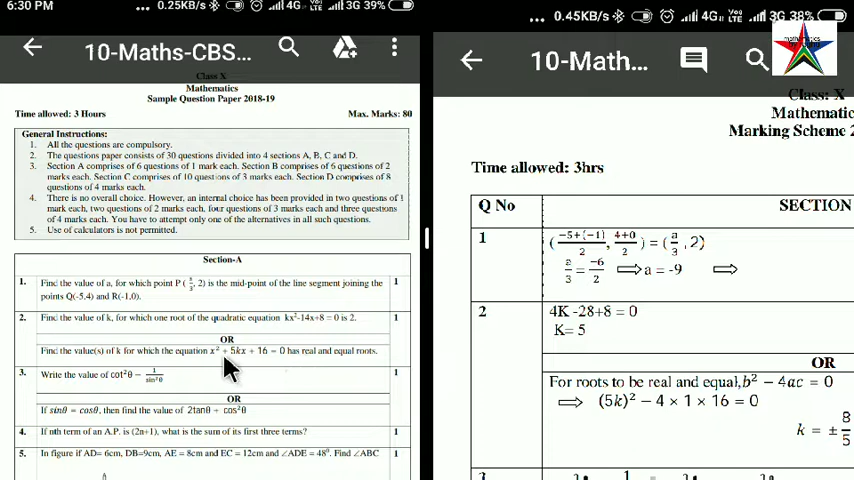 6:30 PM
... 0.25KB/s 4G VoLTE 3G 39%
10-Maths-CBS...
Class X
Mathematics
Sample Question Paper 2018-19
Time allowed: 3 Hours Max. Marks: 80
General Instructions:
1. All the questions are compulsory.
2. The questions paper consists of 30 questions divided into 4 sections A, B, C and D.
3. Section A comprises of 6 questions of 1 mark each. Section B comprises of 6 questions of 2
marks each. Section C comprises of 10 questions of 3 marks each. Section D comprises of 8
questions of 4 marks each.
4. There is no overall choice. However, an internal choice has been provided in two questions of 1
mark each, two questions of 2 marks each, four questions of 3 marks each and three questions
of 4 marks each. You have to attempt only one of the alternatives in all such questions.
5. Use of calculators is not permitted.
Section-A
1. Find the value of a, for which point P (a/3, 2) is the mid-point of the line segment joining the 1
points Q(-5,4) and R(-1,0).
2. Find the value of k, for which one root of the quadratic equation kx²-14x+8 = 0 is 2. 1
OR
Find the value(s) of k for which the equation x² + 5kx + 16 = 0 has real and equal roots.
3. Write the value of cot²θ − 1/sin²θ 1
OR
If sinθ = cosθ, then find the value of 2tanθ + cos²θ
4. If nth term of an A.P. is (2n+1), what is the sum of its first three terms? 1
5. In figure if AD= 6cm, DB=9cm, AE = 8cm and EC = 12cm and ∠ADE = 48⁰. Find ∠ABC 1
... 0.45KB/s 4G VoLTE 3G 38%
10-Math...
mathematics
Class: X
Mathematic
Marking Scheme 2
Time allowed: 3hrs
Q No SECTION
1 (−5+(−1)/2, 4+0/2) = (a/3, 2)
a/3 = −6/2 ⟹ a = -9 ⟹
2 4K -28+8 = 0
K= 5
OR
For roots to be real and equal, b² − 4ac = 0
⟹ (5k)² − 4 × 1 × 16 = 0
k = ± 8/5